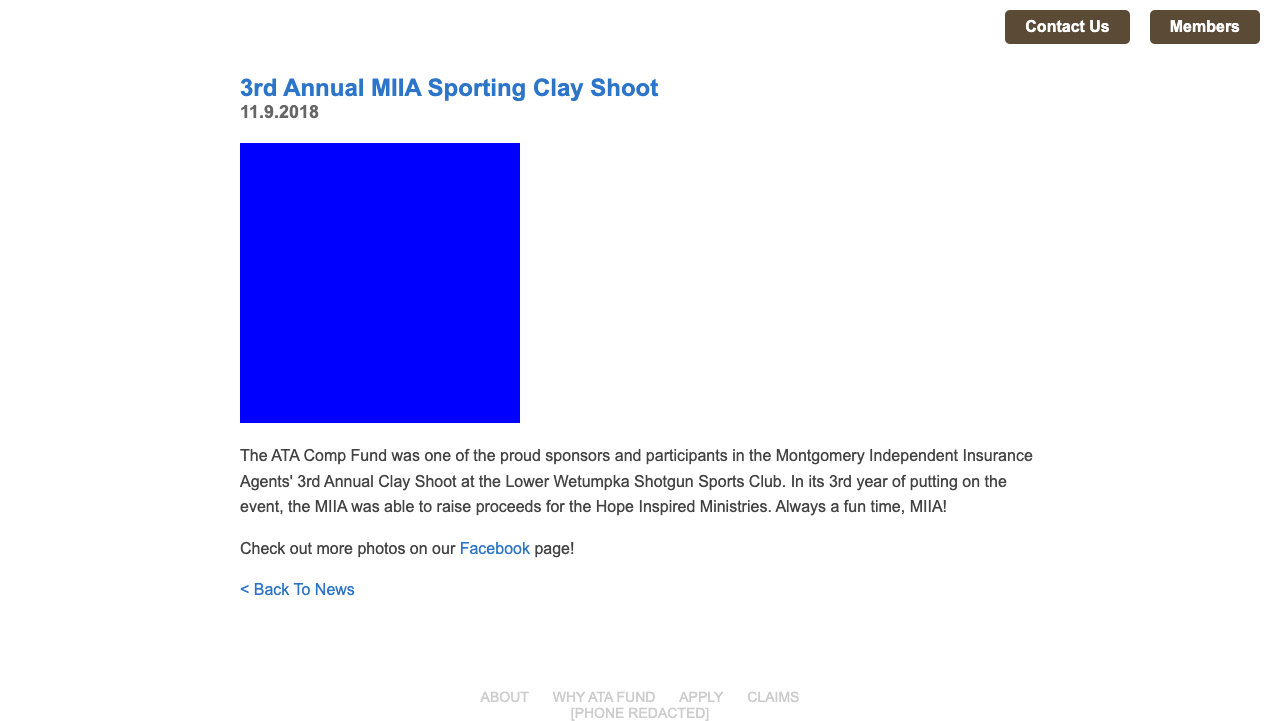 Contact Us
Members
3rd Annual MIIA Sporting Clay Shoot
11.9.2018
The ATA Comp Fund was one of the proud sponsors and participants in the Montgomery Independent Insurance
Agents' 3rd Annual Clay Shoot at the Lower Wetumpka Shotgun Sports Club. In its 3rd year of putting on the
event, the MIIA was able to raise proceeds for the Hope Inspired Ministries. Always a fun time, MIIA!
Check out more photos on our Facebook page!
< Back To News
ABOUT WHY ATA FUND APPLY CLAIMS
[PHONE REDACTED]